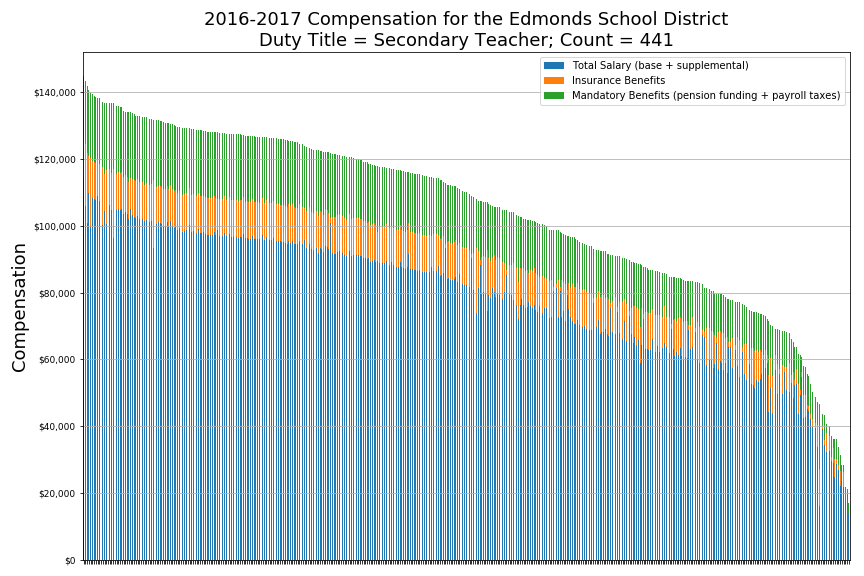 2016-2017 Compensation for the Edmonds School District
Duty Title = Secondary Teacher; Count = 441
Total Salary (base + supplemental)
Insurance Benefits
Mandatory Benefits (pension funding + payroll taxes)
Compensation
$140,000
$120,000
$100,000
$80,000
$60,000
$40,000
$20,000
$0